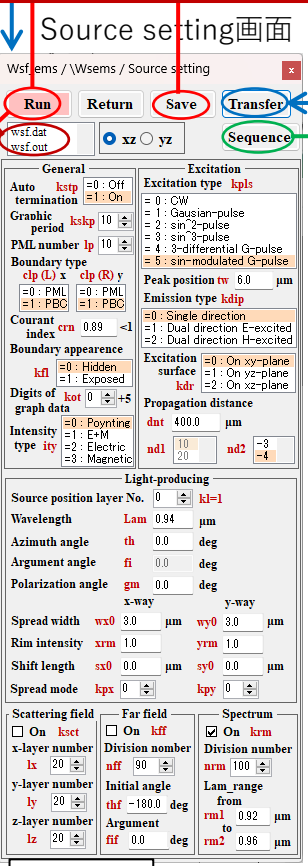 Source setting画面
Wsf_ems / \Wsems / Source setting
x
Run Return Save Transfer
wsf.dat
wsf.out
xz yz Sequence
General
Auto termination kstp
=0 : Off
=1 : On
Graphic period kskp 10
PML number lp 10
Boundary type
clp (L) x clp (R) y
=0 : PML =0 : PML
=1 : PBC =1 : PBC
Courant index crn 0.89 <1
Boundary appearence
kfl
=0 : Hidden
=1 : Exposed
Digits of graph data kot 0 +5
Intensity type ity
=0 : Poynting
=1 : E+M
=2 : Electric
=3 : Magnetic
Excitation
Excitation type kpls
= 0 : CW
= 1 : Gausian-pulse
= 2 : sin^2-pulse
= 3 : sin^3-pulse
= 4 : 3-differential G-pulse
= 5 : sin-modulated G-pulse
Peak position tw 6.0 μm
Emission type kdip
=0 : Single direction
=1 : Dual direction E-excited
=2 : Dual direction H-excited
Excitation surface kdr
=0 : On xy-plane
=1 : On yz-plane
=2 : On xz-plane
Propagation distance
dnt 400.0 μm
nd1 10 20 nd2 -3 -4
Light-producing
Source position layer No. 0 kl=1
Wavelength Lam 0.94 μm
Azimuth angle th 0.0 deg
Argument angle fi 0.0 deg
Polarization angle gm 0.0 deg
x-way y-way
Spread width wx0 3.0 μm wy0 3.0 μm
Rim intensity xrm 1.0 yrm 1.0
Shift length sx0 0.0 μm sy0 0.0 μm
Spread mode kpx 0 kpy 0
Scattering field
On ksct
x-layer number
lx 20
y-layer number
ly 20
z-layer number
lz 20
Far field
On kff
Division nomber
nff 90
Initial angle
thf -180.0 deg
Argument
fif 0.0 deg
Spectrum
On krm
Division number
nrm 100
Lam_range
from
rm1 0.92 μm
to
rm2 0.96 μm